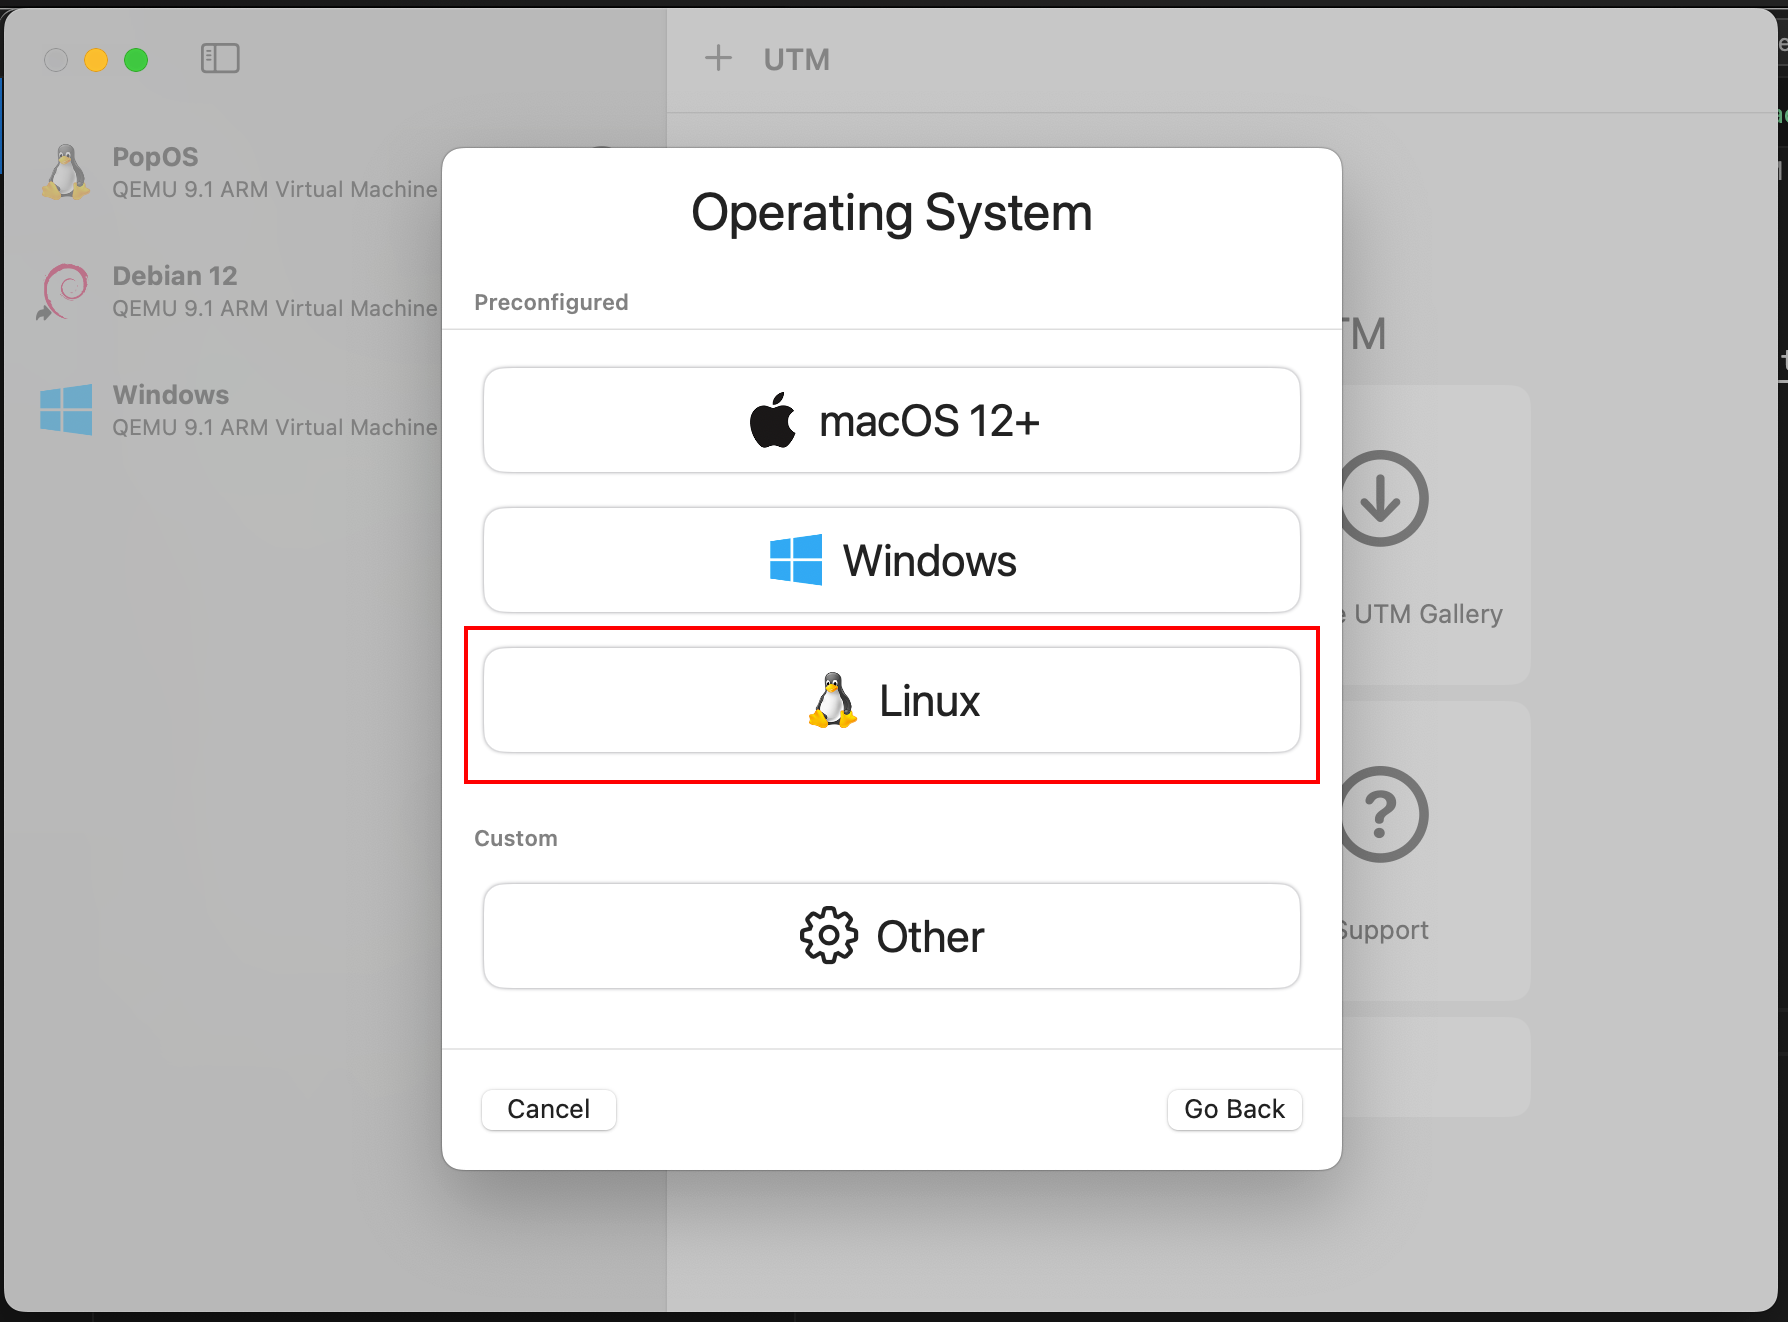 UTM
PopOS
QEMU 9.1 ARM Virtual Machine
Debian 12
QEMU 9.1 ARM Virtual Machine
Windows
QEMU 9.1 ARM Virtual Machine
Operating System
Preconfigured
macOS 12+
Windows
Linux
Custom
Other
Cancel
Go Back
TM
UTM Gallery
Support